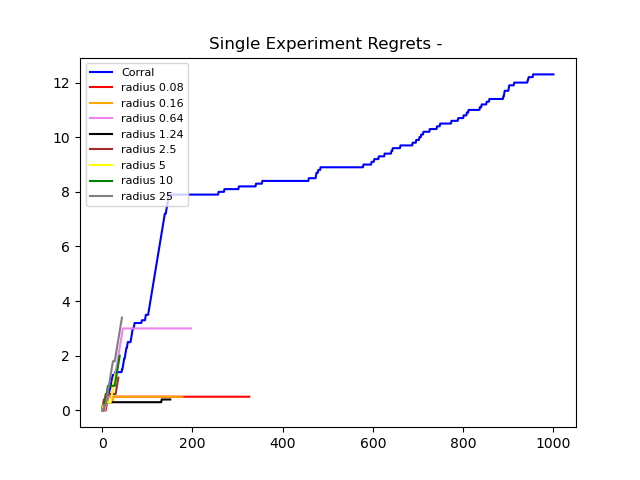 Single Experiment Regrets -
12
10
8
6
4
2
0
Corral
radius 0.08
radius 0.16
radius 0.64
radius 1.24
radius 2.5
radius 5
radius 10
radius 25
0 200 400 600 800 1000